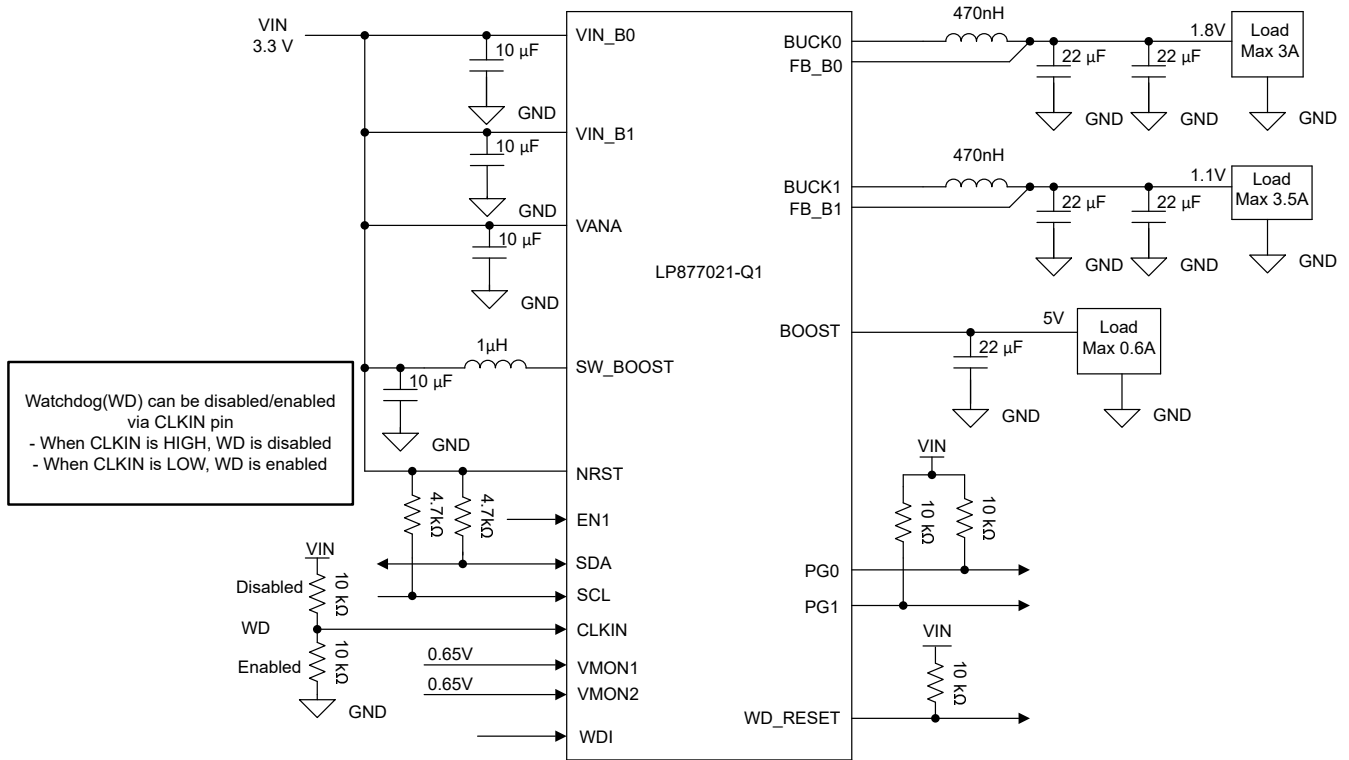 VIN
3.3 V
10 µF
GND
VIN_B0
10 µF
GND
VIN_B1
10 µF
GND
VANA
1µH
10 µF
GND
SW_BOOST
Watchdog(WD) can be disabled/enabled
via CLKIN pin
- When CLKIN is HIGH, WD is disabled
- When CLKIN is LOW, WD is enabled
NRST
4.7kΩ
4.7kΩ
EN1
SDA
SCL
VIN
Disabled
10 kΩ
WD
Enabled
10 kΩ
GND
CLKIN
0.65V
VMON1
0.65V
VMON2
WDI
LP877021-Q1
BUCK0
FB_B0
470nH
22 µF
GND
22 µF
GND
1.8V
Load
Max 3A
GND
BUCK1
FB_B1
470nH
22 µF
GND
22 µF
GND
1.1V
Load
Max 3.5A
GND
BOOST
22 µF
GND
5V
Load
Max 0.6A
GND
VIN
10 kΩ
10 kΩ
PG0
PG1
VIN
10 kΩ
WD_RESET